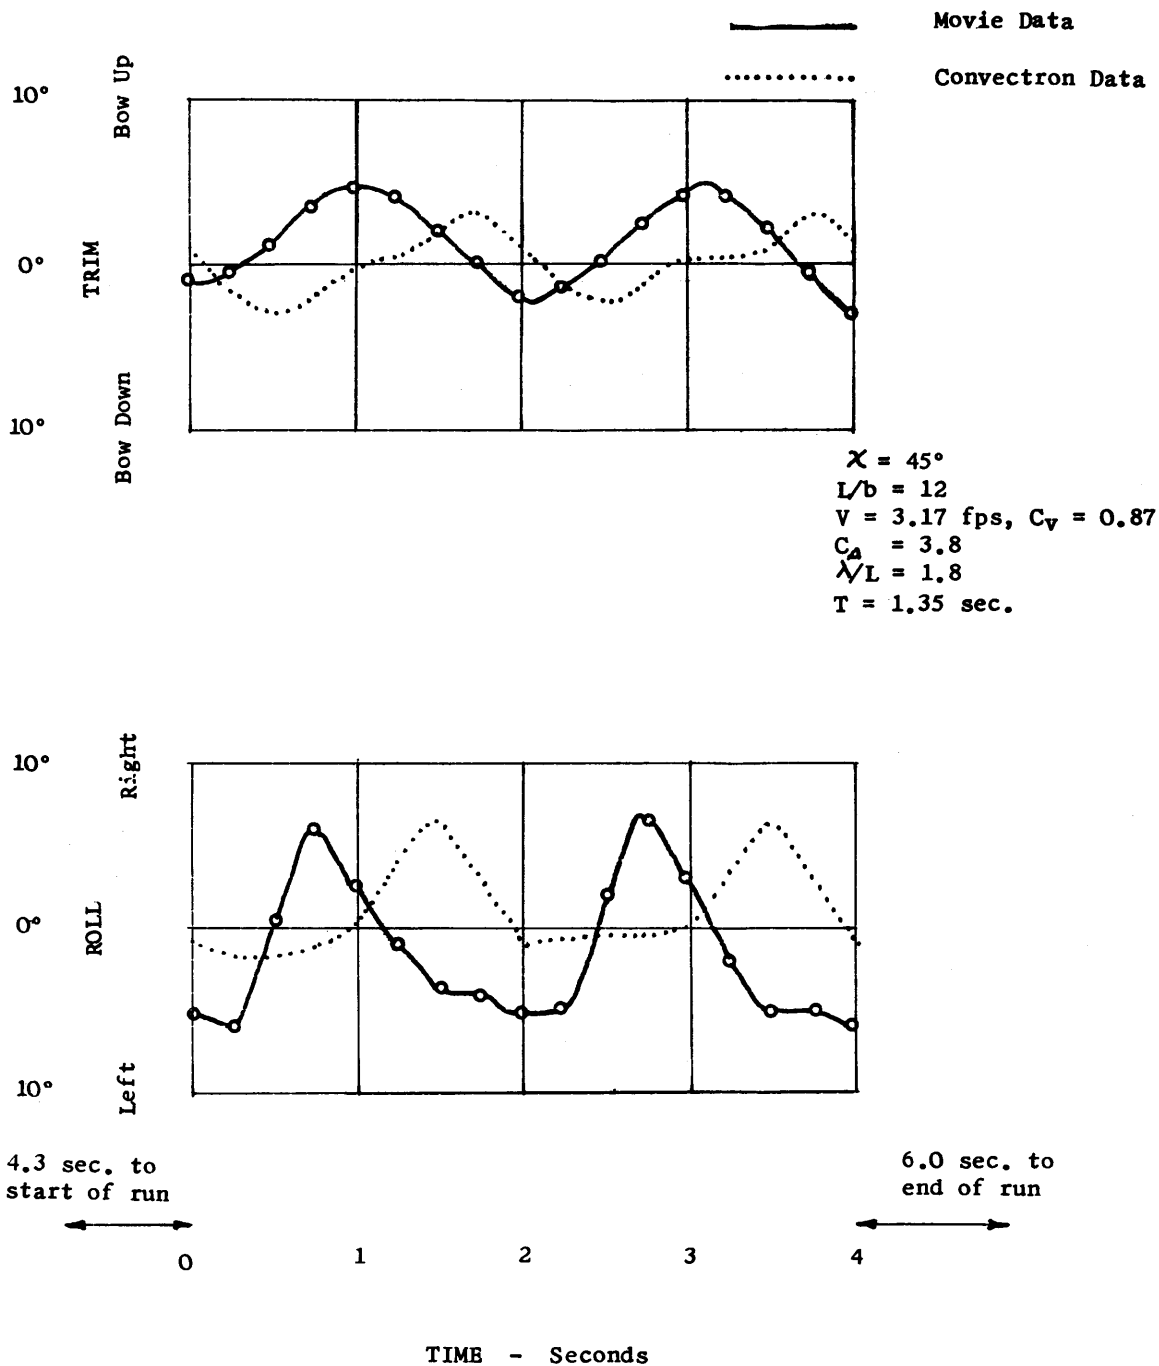 Movie Data
Convectron Data
10°
Bow Up
TRIM
0°
Bow Down
10°
χ = 45°
L/b = 12
V = 3.17 fps, Cv = 0.87
C∆ = 3.8
λ/L = 1.8
T = 1.35 sec.
10°
Right
ROLL
0°
Left
10°
4.3 sec. to
start of run
6.0 sec. to
end of run
0 1 2 3 4
TIME - Seconds